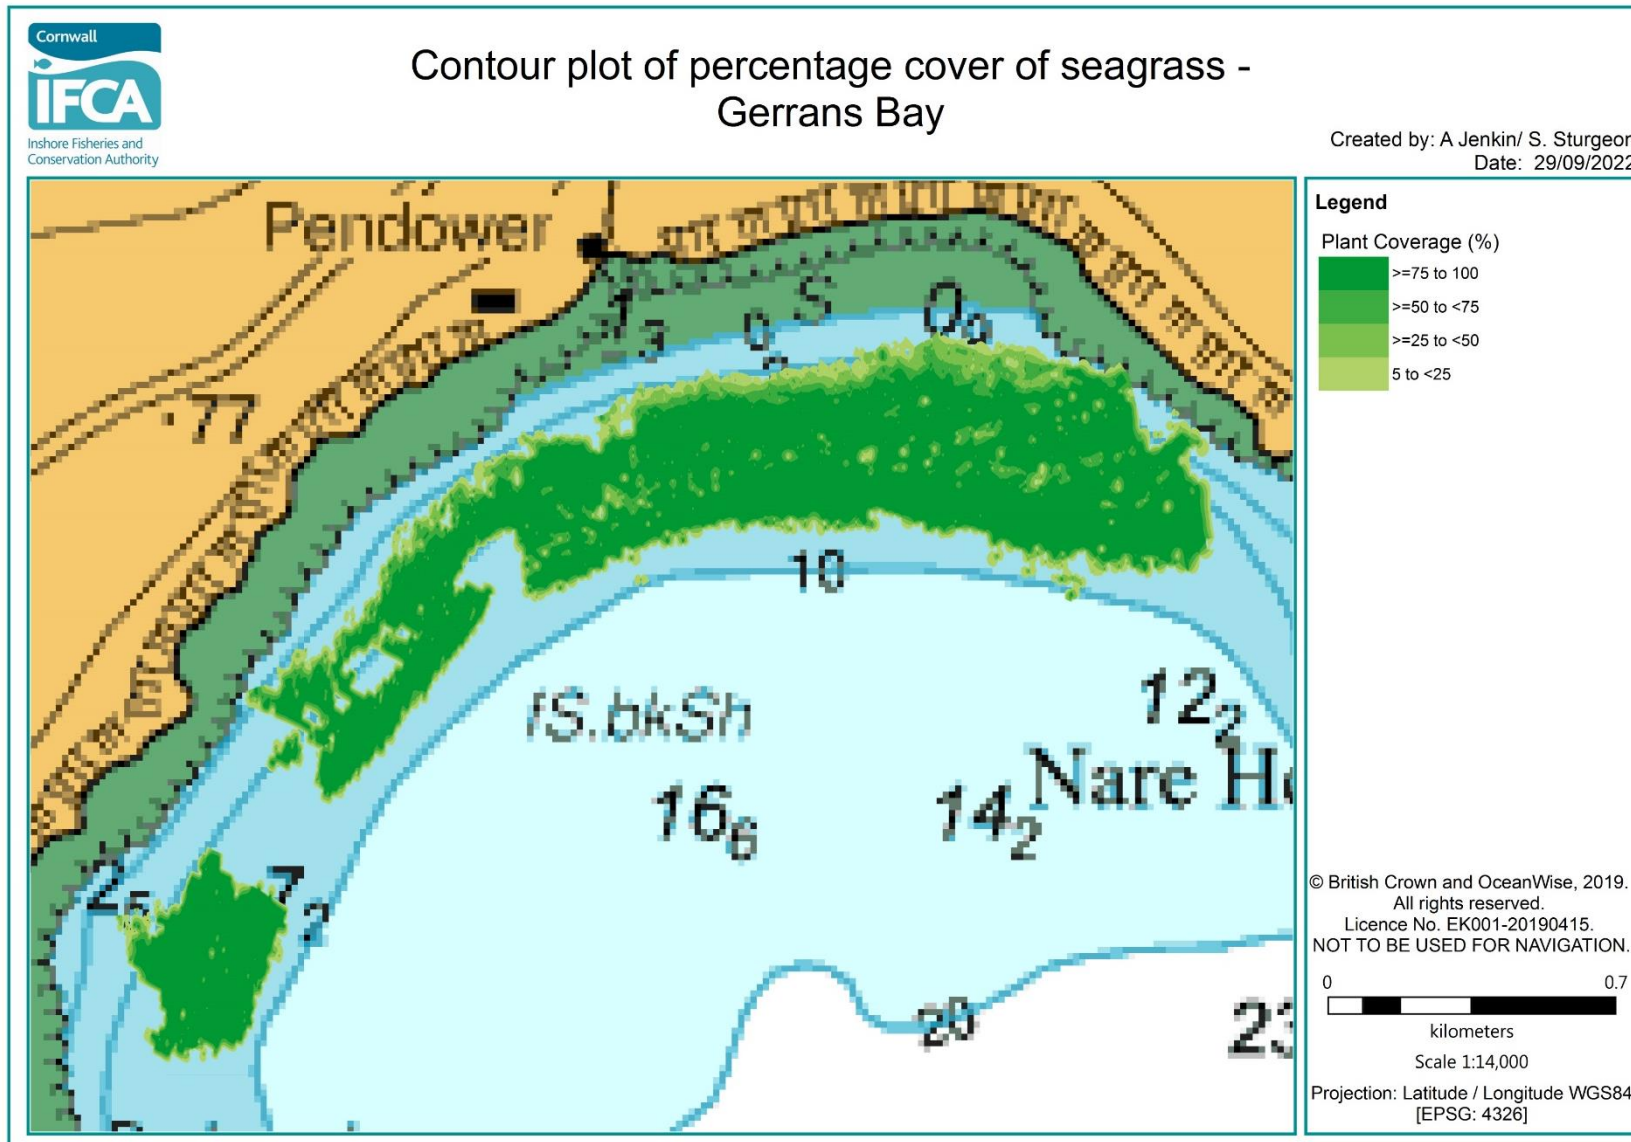 Cornwall
IFCA
Inshore Fisheries and
Conservation Authority
Contour plot of percentage cover of seagrass -
Gerrans Bay
Created by: A Jenkin/ S. Sturgeon
Date: 29/09/2022
Legend
Plant Coverage (%)
>=75 to 100
>=50 to <75
>=25 to <50
5 to <25
Pendower
77
S
10
fS.bkSh
12₂
Nare
16₆
14₂
2₅
7₂
20
23
© British Crown and OceanWise, 2019.
All rights reserved.
Licence No. EK001-20190415.
NOT TO BE USED FOR NAVIGATION.
0 0.7
kilometers
Scale 1:14,000
Projection: Latitude / Longitude WGS84
[EPSG: 4326]